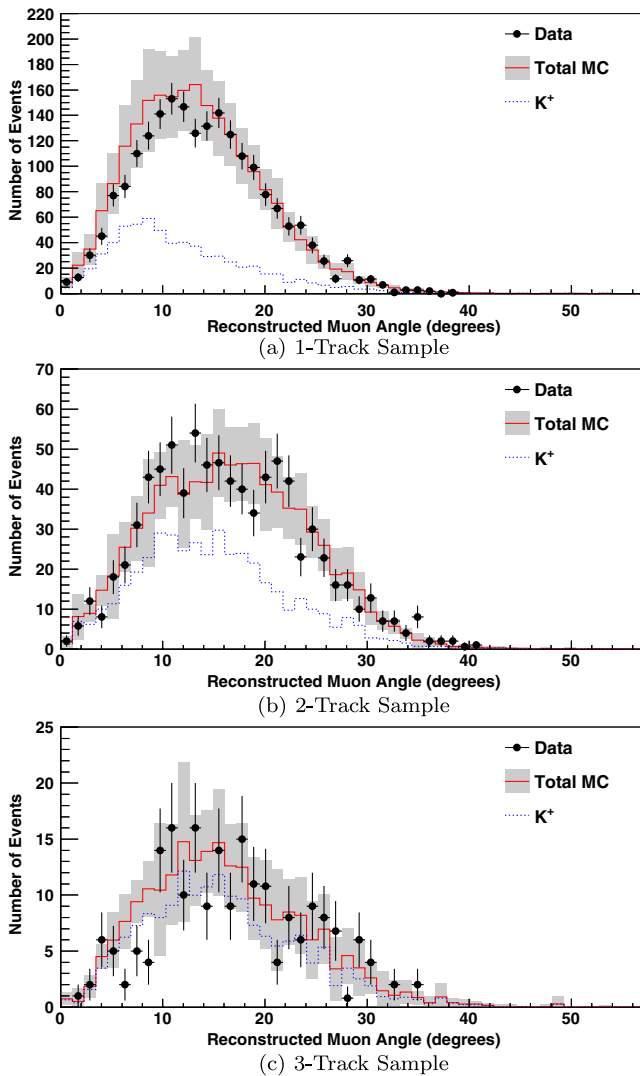 220
200
180
160
140
120
100
80
60
40
20
0
Number of Events
Data
Total MC
K+
0 10 20 30 40 50
Reconstructed Muon Angle (degrees)
(a) 1-Track Sample
70
60
50
40
30
20
10
0
Number of Events
Data
Total MC
K+
0 10 20 30 40 50
Reconstructed Muon Angle (degrees)
(b) 2-Track Sample
25
20
15
10
5
0
Number of Events
Data
Total MC
K+
0 10 20 30 40 50
Reconstructed Muon Angle (degrees)
(c) 3-Track Sample